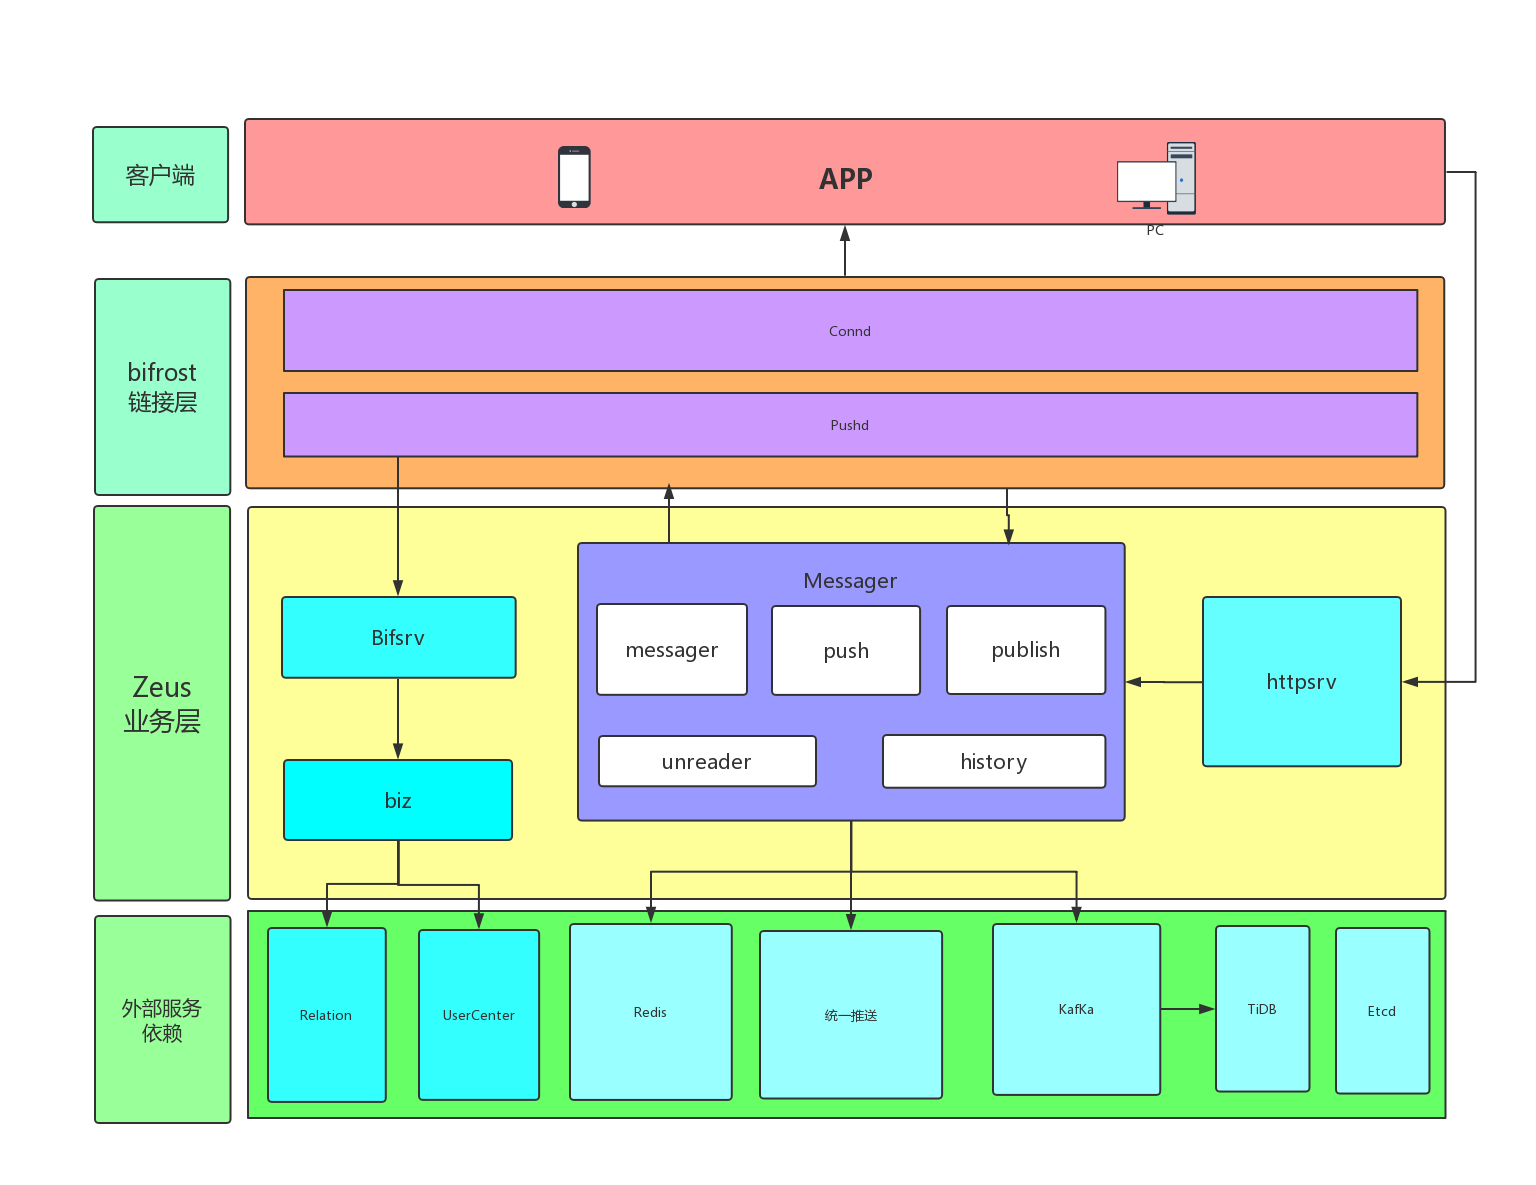 客户端
APP
PC
bifrost
链接层
Connd
Pushd
Zeus
业务层
Messager
Bifsrv
messager
push
publish
httpsrv
unreader
history
biz
外部服务
依赖
Relation
UserCenter
Redis
统一推送
KafKa
TiDB
Etcd